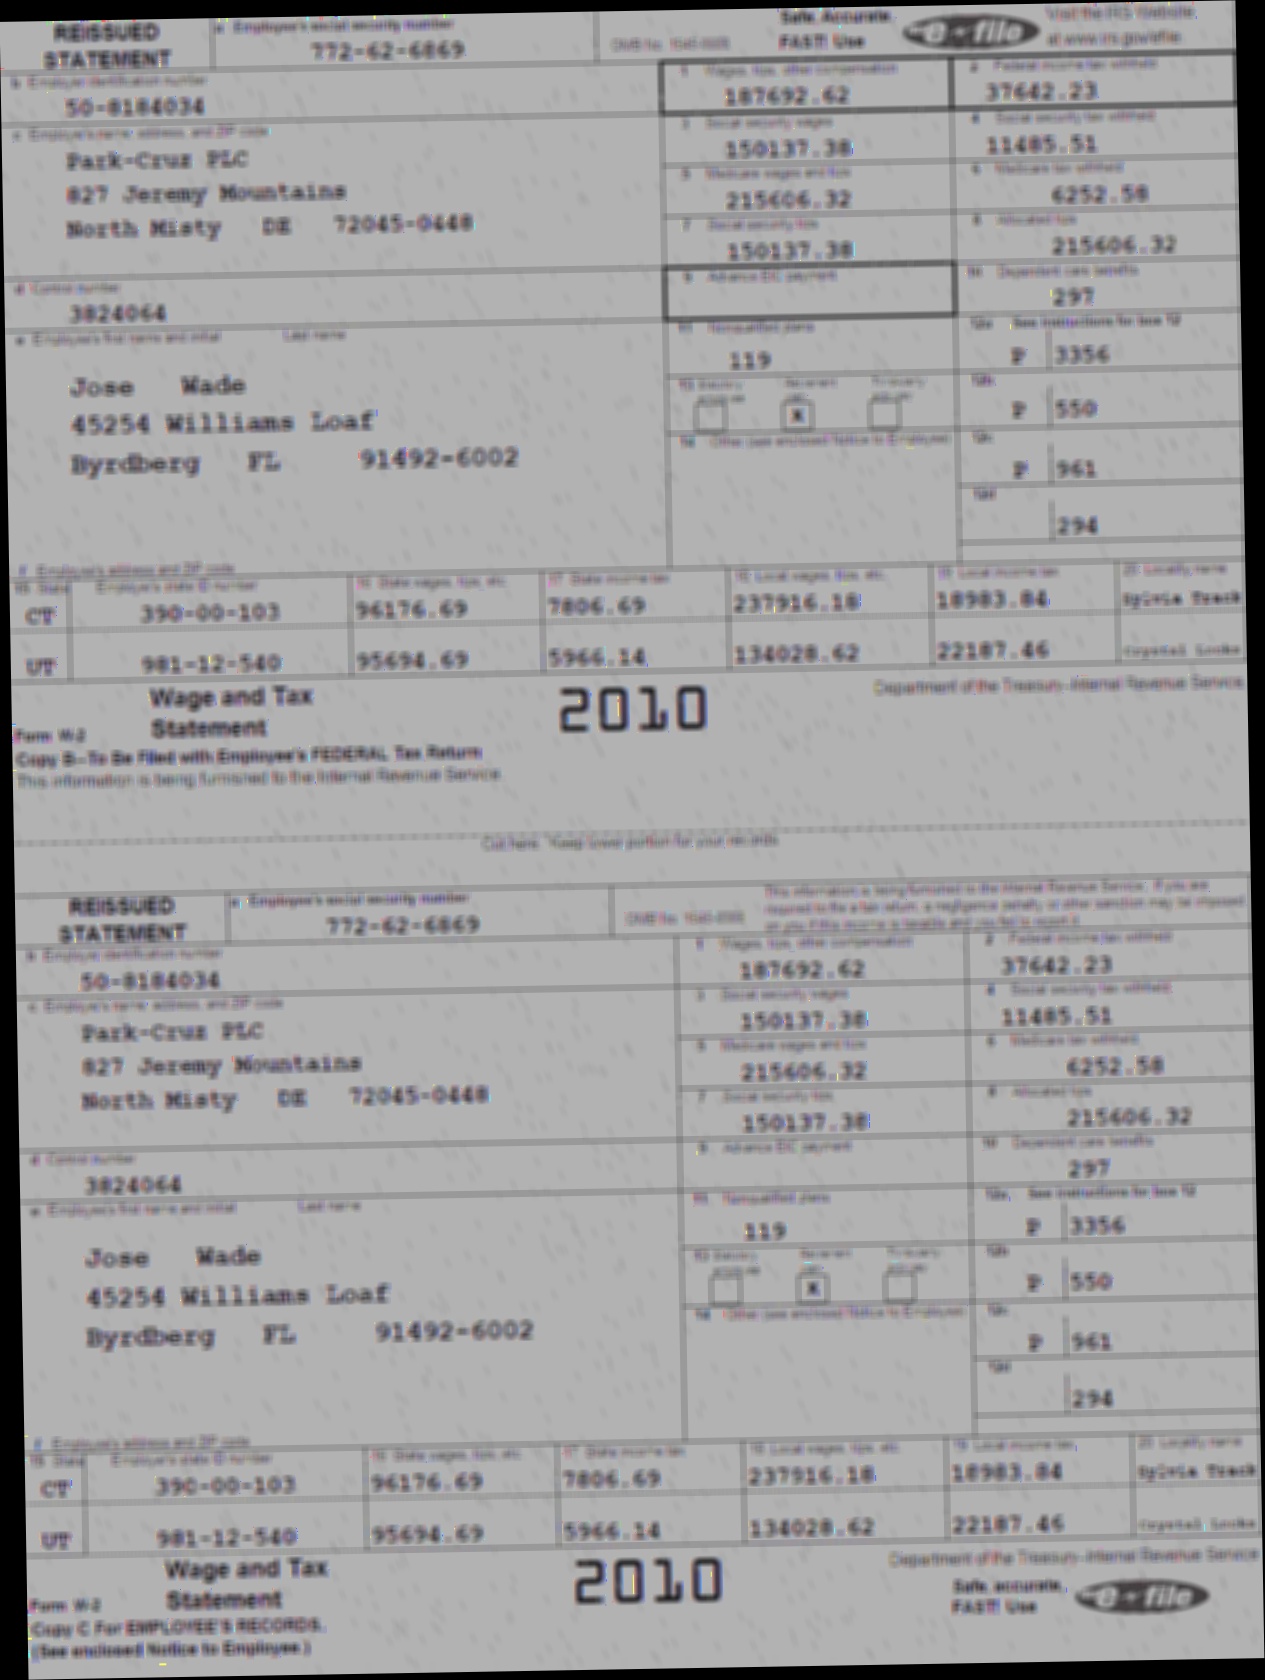 REISSUED STATEMENT
a Employee's social security number
772-62-6869
OMB No. 1545-0008
Safe, Accurate, FAST! Use
e-file
Visit the IRS Website at www.irs.gov/efile.
b Employer identification number
50-8184034
1 Wages, tips, other compensation
187692.62
2 Federal income tax withheld
37642.23
c Employer's name, address, and ZIP code
Park-Cruz PLC
827 Jeremy Mountains
North Misty DE 72045-0448
3 Social security wages
150137.38
4 Social security tax withheld
11485.51
5 Medicare wages and tips
215606.32
6 Medicare tax withheld
6252.58
7 Social security tips
150137.38
8 Allocated tips
215606.32
d Control number
3824064
9 Advance EIC payment
10 Dependent care benefits
297
e Employee's first name and initial Last name
Jose Wade
45254 Williams Loaf
Byrdberg FL 91492-6002
11 Nonqualified plans
119
12a See instructions for box 12
P 3356
13 Statutory employee
Retirement plan
X
Third-party sick pay
12b
P 550
14 Other (see enclosed Notice to Employee)
12c
P 961
12d
294
f Employee's address and ZIP code
15 State Employer's state ID number 16 State wages, tips, etc. 17 State income tax 18 Local wages, tips, etc. 19 Local income tax 20 Locality name
CT 390-00-103 96176.69 7806.69 237916.18 18983.84 Sylvia Track
UT 981-12-540 95694.69 5966.14 134028.62 22187.46 Crystal
Form W-2 Wage and Tax Statement
2010
Department of the Treasury-Internal Revenue Service
Copy B--To Be Filed with Employee's FEDERAL Tax Return
This information is being furnished to the Internal Revenue Service
Cut here. Keep lower portion for your records
REISSUED STATEMENT
a Employee's social security number
772-62-6869
OMB No. 1545-0008
This information is being furnished to the Internal Revenue Service. If you are
required to file a tax return, a negligence penalty or other sanction may be imposed
on you if this income is taxable and you fail to report it.
b Employer identification number
50-8184034
1 Wages, tips, other compensation
187692.62
2 Federal income tax withheld
37642.23
c Employer's name, address, and ZIP code
Park-Cruz PLC
827 Jeremy Mountains
North Misty DE 72045-0448
3 Social security wages
150137.38
4 Social security tax withheld
11485.51
5 Medicare wages and tips
215606.32
6 Medicare tax withheld
6252.58
7 Social security tips
150137.38
8 Allocated tips
215606.32
d Control number
3824064
9 Advance EIC payment
10 Dependent care benefits
297
e Employee's first name and initial Last name
Jose Wade
45254 Williams Loaf
Byrdberg FL 91492-6002
11 Nonqualified plans
119
12a See instructions for box 12
P 3356
13 Statutory employee
Retirement plan
X
Third-party sick pay
12b
P 550
14 Other (see enclosed Notice to Employee)
12c
P 961
12d
294
f Employee's address and ZIP code
15 State Employer's state ID number 16 State wages, tips, etc. 17 State income tax 18 Local wages, tips, etc. 19 Local income tax 20 Locality name
CT 390-00-103 96176.69 7806.69 237916.18 18983.84 Sylvia Track
UT 981-12-540 95694.69 5966.14 134028.62 22187.46 Crystal
Form W-2 Wage and Tax Statement
2010
Department of the Treasury-Internal Revenue Service
Safe, accurate, FAST! Use
e-file
Copy C For EMPLOYEE'S RECORDS.
(See enclosed Notice to Employee.)